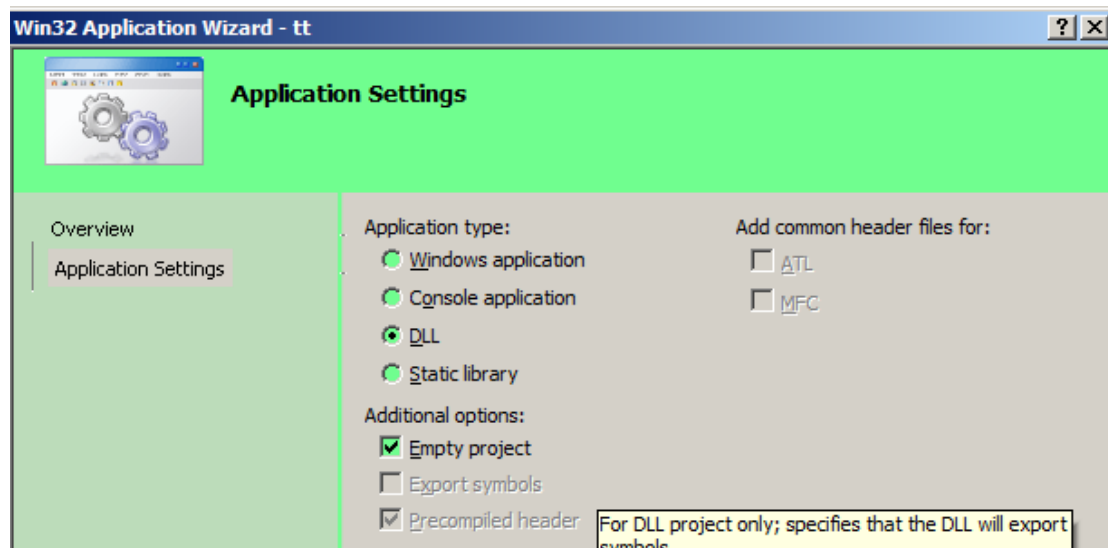 Win32 Application Wizard - tt
Application Settings
Overview
Application Settings
Application type:
Windows application
Console application
DLL
Static library
Additional options:
Empty project
Export symbols
Precompiled header
Add common header files for:
ATL
MFC
For DLL project only; specifies that the DLL will export
symbols